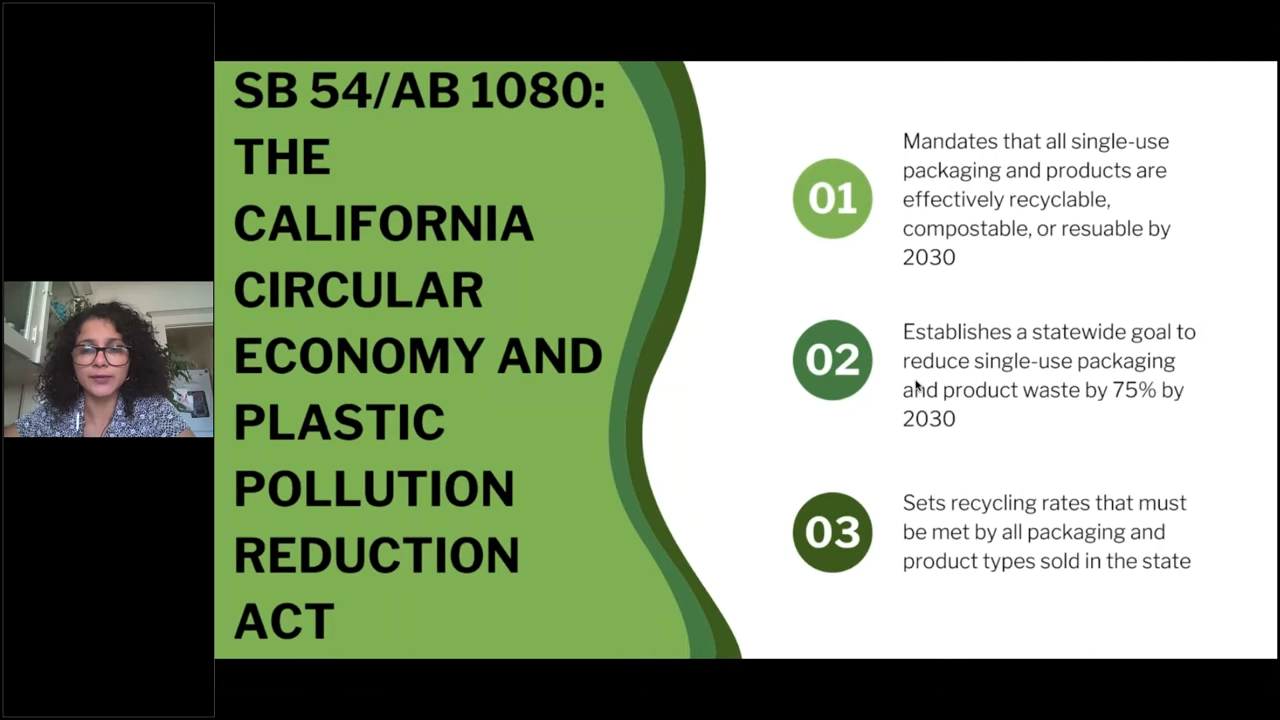 SB 54/AB 1080:
THE
CALIFORNIA
CIRCULAR
ECONOMY AND
PLASTIC
POLLUTION
REDUCTION
ACT
01
Mandates that all single-use
packaging and products are
effectively recyclable,
compostable, or resuable by
2030
02
Establishes a statewide goal to
reduce single-use packaging
and product waste by 75% by
2030
03
Sets recycling rates that must
be met by all packaging and
product types sold in the state